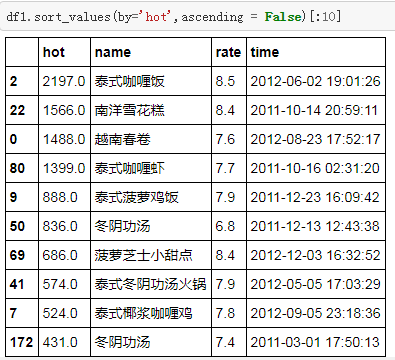 df1.sort_values(by='hot',ascending = False)[:10]
hot name rate time
2 2197.0 泰式咖喱饭 8.5 2012-06-02 19:01:26
22 1566.0 南洋雪花糕 8.4 2011-10-14 20:59:11
0 1488.0 越南春卷 7.6 2012-08-23 17:52:17
80 1399.0 泰式咖喱虾 7.7 2011-10-16 02:31:20
9 888.0 泰式菠萝鸡饭 7.9 2011-12-23 16:09:42
50 836.0 冬阴功汤 6.8 2011-12-13 12:43:38
69 686.0 菠萝芝士小甜点 8.4 2012-12-03 16:32:52
41 574.0 泰式冬阴功汤火锅 7.9 2012-05-05 17:03:29
7 524.0 泰式椰浆咖喱鸡 7.8 2012-09-05 23:18:36
172 431.0 冬阴功汤 7.4 2011-03-01 17:50:13